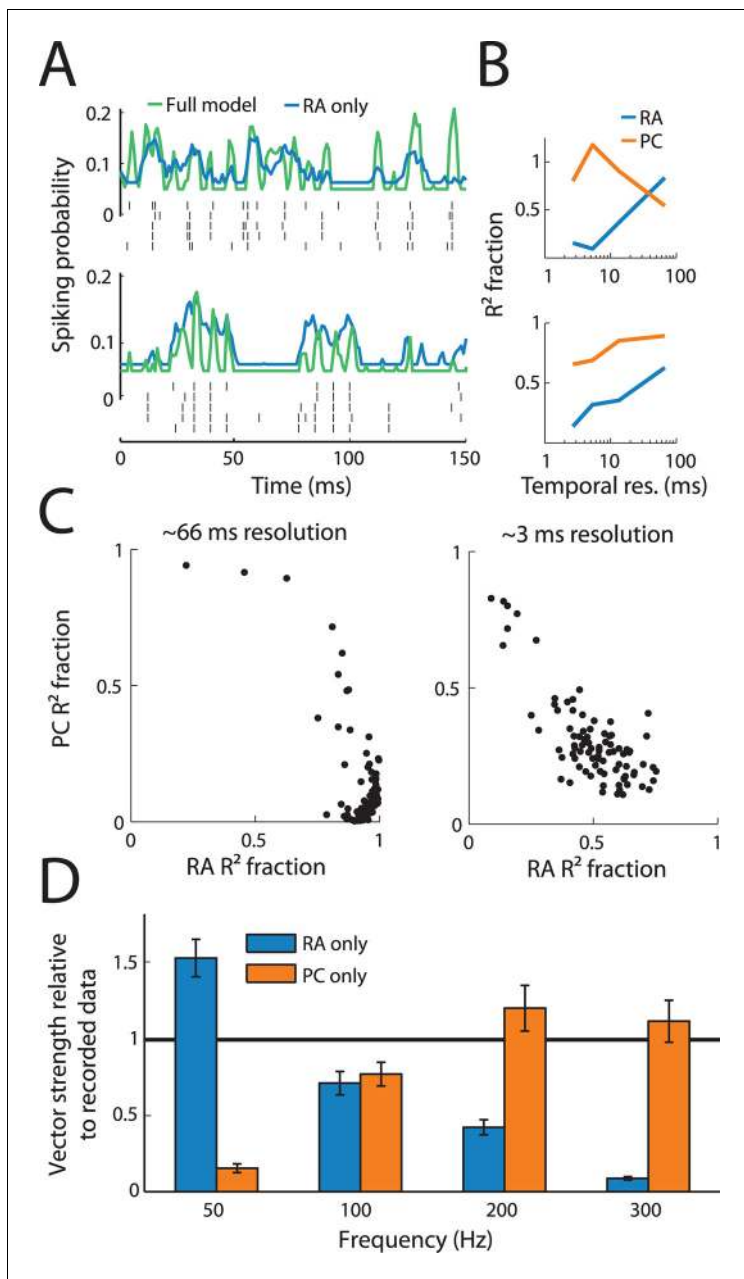 A
Full model
RA only
0.2
0.1
0
Spiking probability
0.1
0
0
50
100
150
Time (ms)
B
RA
PC
1
0.5
1
10
100
R² fraction
1
0.5
1
10
100
Temporal res. (ms)
C
~66 ms resolution
1
0.5
0
PC R² fraction
0
0.5
1
RA R² fraction
~3 ms resolution
1
0.5
0
0
0.5
1
RA R² fraction
D
RA only
PC only
1.5
1
0.5
0
Vector strength relative
to recorded data
50
100
200
300
Frequency (Hz)